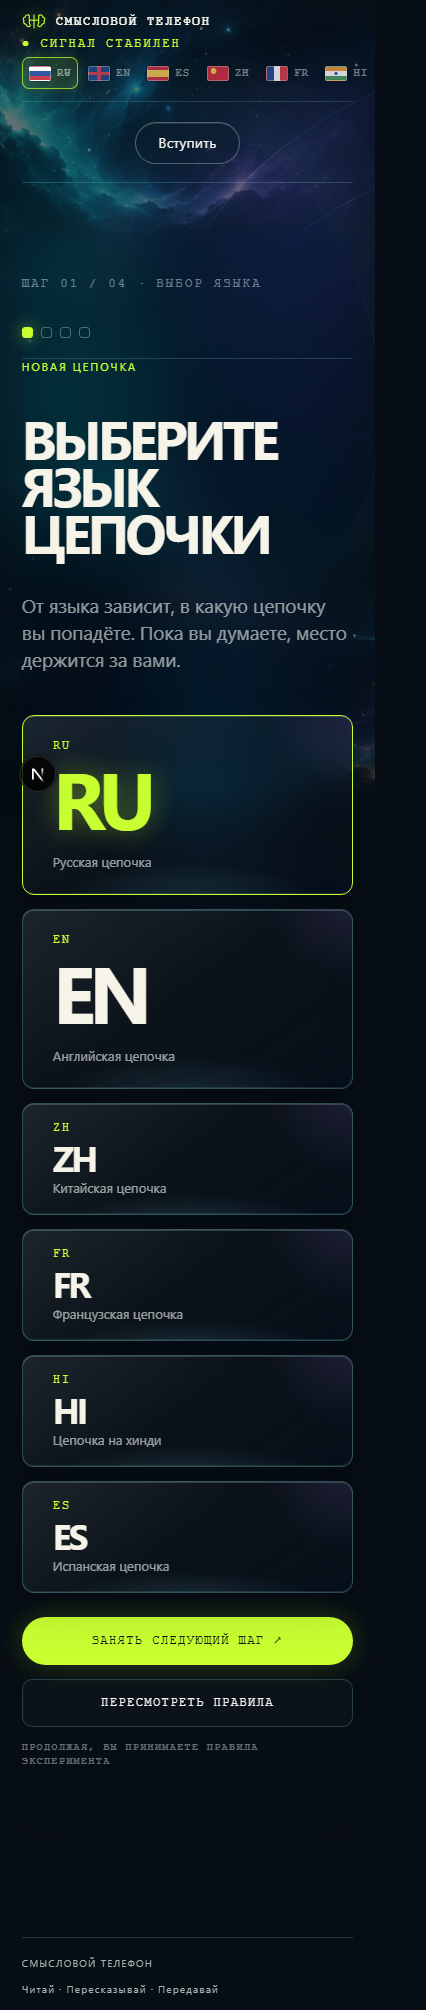 СМЫСЛОВОЙ ТЕЛЕФОН
СИГНАЛ СТАБИЛЕН
RU EN ES ZH FR HI
Вступить
ШАГ 01 / 04 · ВЫБОР ЯЗЫКА
НОВАЯ ЦЕПОЧКА
ВЫБЕРИТЕ
ЯЗЫК
ЦЕПОЧКИ
От языка зависит, в какую цепочку
вы попадёте. Пока вы думаете, место
держится за вами.
RU
N
RU
Русская цепочка
EN
EN
Английская цепочка
ZH
ZH
Китайская цепочка
FR
FR
Французская цепочка
HI
HI
Цепочка на хинди
ES
ES
Испанская цепочка
ЗАНЯТЬ СЛЕДУЮЩИЙ ШАГ ↗
ПЕРЕСМОТРЕТЬ ПРАВИЛА
ПРОДОЛЖАЯ, ВЫ ПРИНИМАЕТЕ ПРАВИЛА
ЭКСПЕРИМЕНТА
СМЫСЛОВОЙ ТЕЛЕФОН
Читай · Пересказывай · Передавай